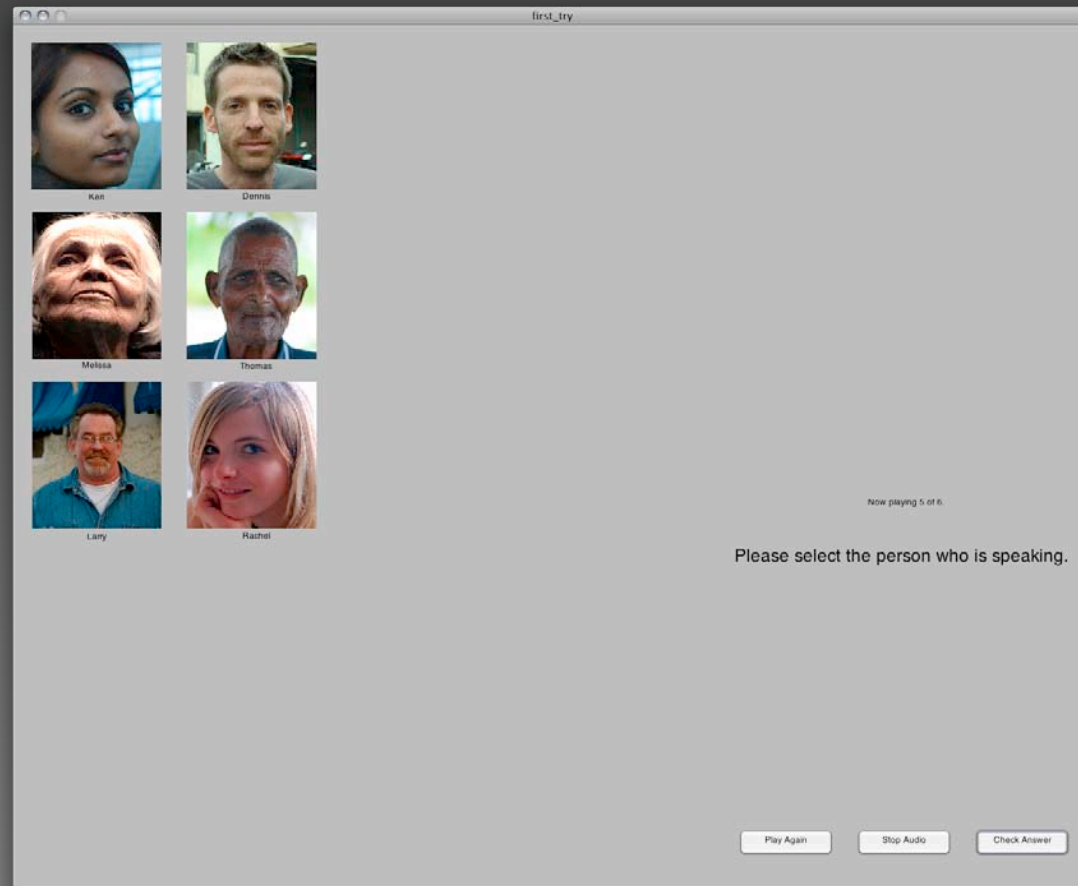 first_try
Kari
Dennis
Melissa
Thomas
Larry
Rachel
Now playing 5 of 6.
Please select the person who is speaking.
Play Again
Stop Audio
Check Answer